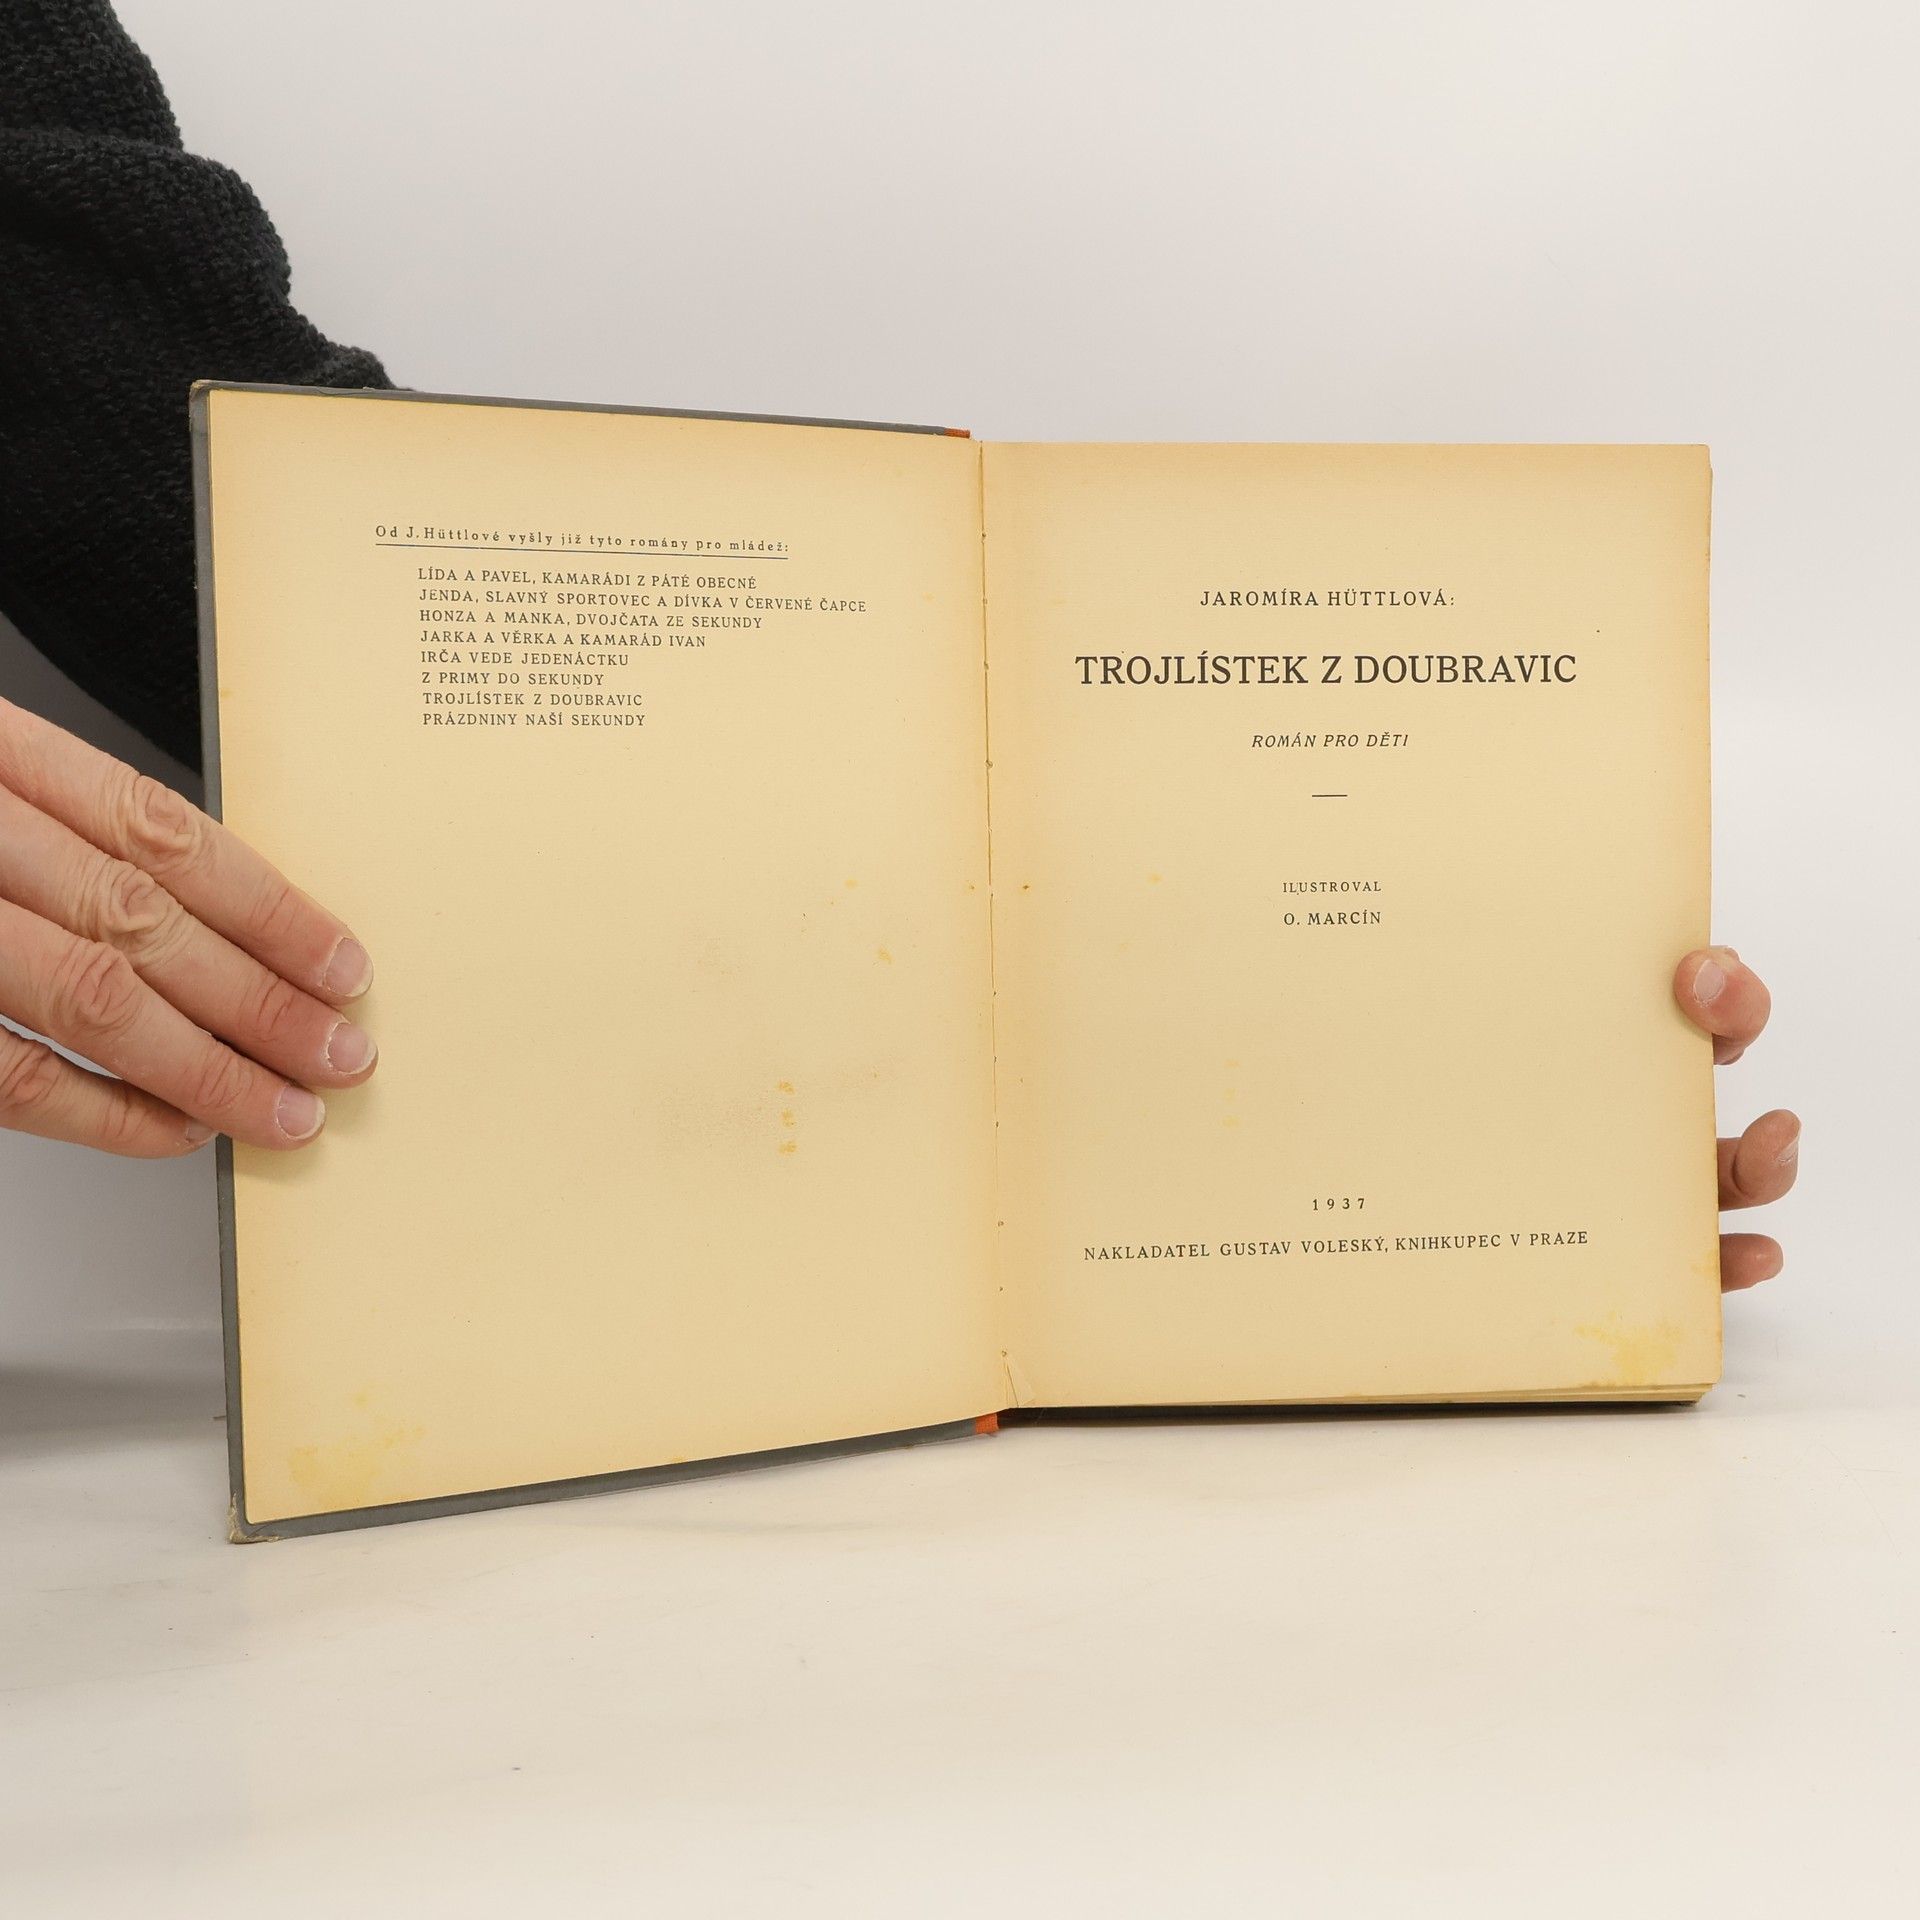 Od J. Hüttlové vyšly již tyto romány pro mládež:
LÍDA A PAVEL, KAMARÁDI Z PÁTÉ OBECNÉ
JENDA, SLAVNÝ SPORTOVEC A DÍVKA V ČERVENÉ ČAPCE
HONZA A MANKA, DVOJČATA ZE SEKUNDY
JARKA A VĚRKA A KAMARÁD IVAN
IRČA VEDE JEDENÁCTKU
Z PRIMY DO SEKUNDY
TROJLÍSTEK Z DOUBRAVIC
PRÁZDNINY NAŠÍ SEKUNDY
JAROMÍRA HÜTTLOVÁ:
TROJLÍSTEK Z DOUBRAVIC
ROMÁN PRO DĚTI
ILUSTROVAL
O. MARCÍN
1937
NAKLADATEL GUSTAV VOLESKÝ, KNIHKUPEC V PRAZE